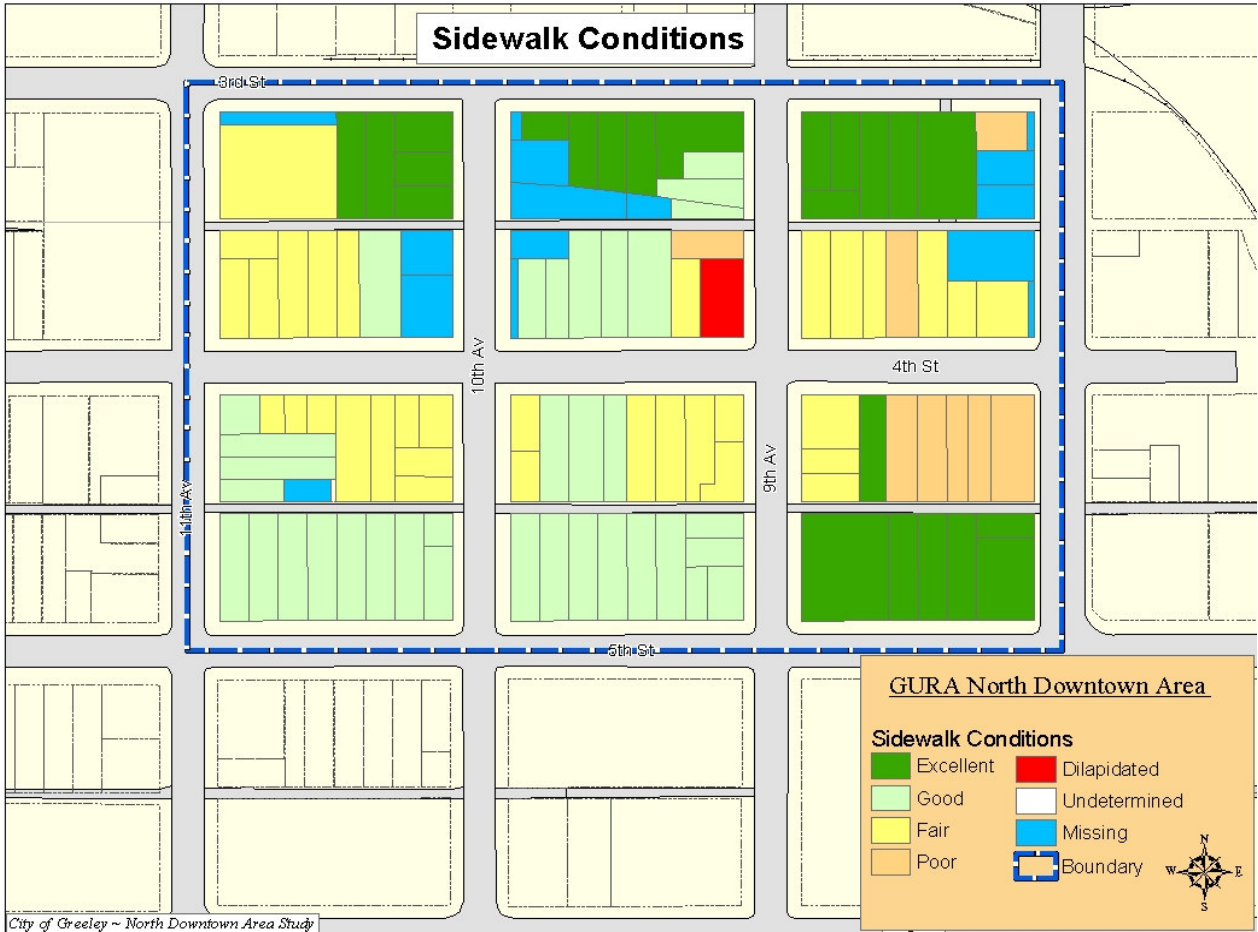 Sidewalk Conditions
3rd St
10th Av
4th St
9th Av
11th Av
5th St
GURA North Downtown Area
Sidewalk Conditions
Excellent
Dilapidated
Good
Undetermined
Fair
Missing
Poor
Boundary
N
W
E
S
City of Greeley ~ North Downtown Area Study